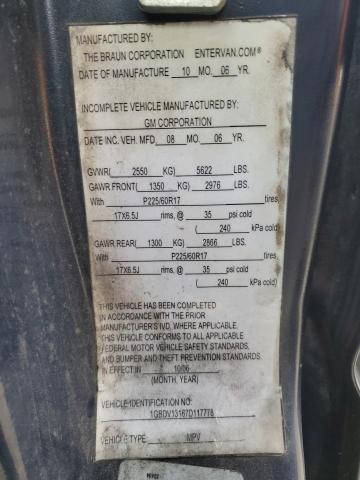 MANUFACTURED BY:
THE BRAUN CORPORATION ENTERVAN.COM®
DATE OF MANUFACTURE 10 MO. 06 YR.
INCOMPLETE VEHICLE MANUFACTURED BY:
GM CORPORATION
DATE INC. VEH. MFD. 08 MO. 06 YR.
GVWR( 2550 KG) 5622 LBS.
GAWR FRONT( 1350 KG) 2976 LBS.
With P225/60R17 tires,
17X6.5J rims, @ 35 psi cold
( 240 kPa cold)
GAWR REAR( 1300 KG) 2866 LBS.
With P225/60R17 tires,
17X6.5J rims, @ 35 psi cold
( 240 kPa cold)
THIS VEHICLE HAS BEEN COMPLETED
IN ACCORDANCE WITH THE PRIOR
MANUFACTURER'S IVD, WHERE APPLICABLE.
THIS VEHICLE CONFORMS TO ALL APPLICABLE
FEDERAL MOTOR VEHICLE SAFETY STANDARDS,
AND BUMPER AND THEFT PREVENTION STANDARDS
IN EFFECT IN 10/06
(MONTH, YEAR)
VEHICLE IDENTIFICATION NO.:
1GBDV13167D117778
VEHICLE TYPE MPV